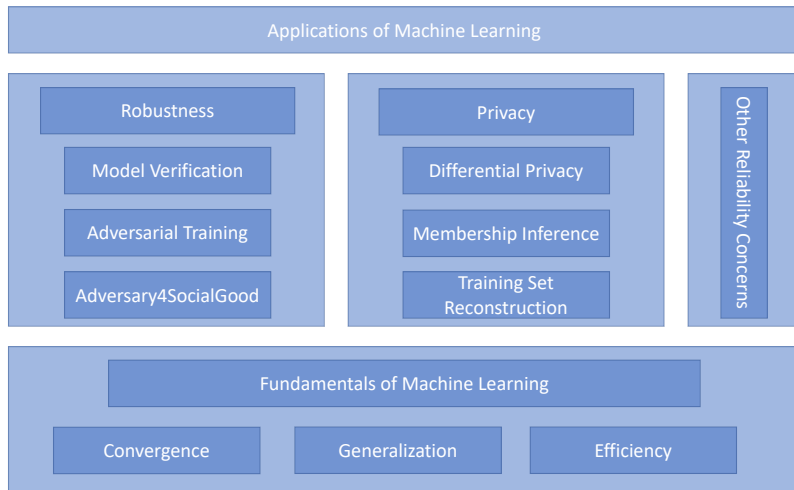 Applications of Machine Learning
Robustness
Model Verification
Adversarial Training
Adversary4SocialGood
Privacy
Differential Privacy
Membership Inference
Training Set
Reconstruction
Other Reliability Concerns
Fundamentals of Machine Learning
Convergence
Generalization
Efficiency